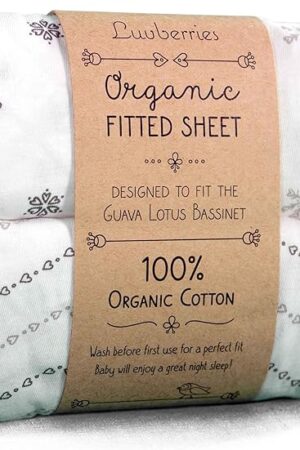 Luvberries
Organic
FITTED SHEET
DESIGNED TO FIT THE
GUAVA LOTUS BASSINET
100%
ORGANIC COTTON
Wash before first use for a perfect fit
Baby will enjoy a great night sleep!